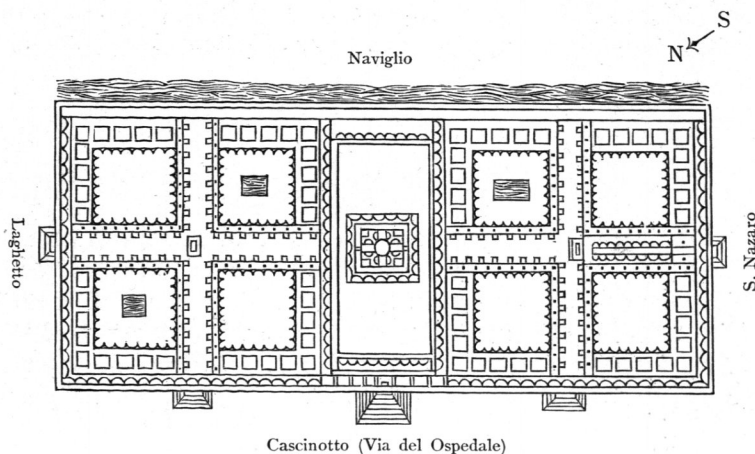 S
N
Naviglio
Laghetto
S. Nazaro
Cascinotto (Via del Ospedale)